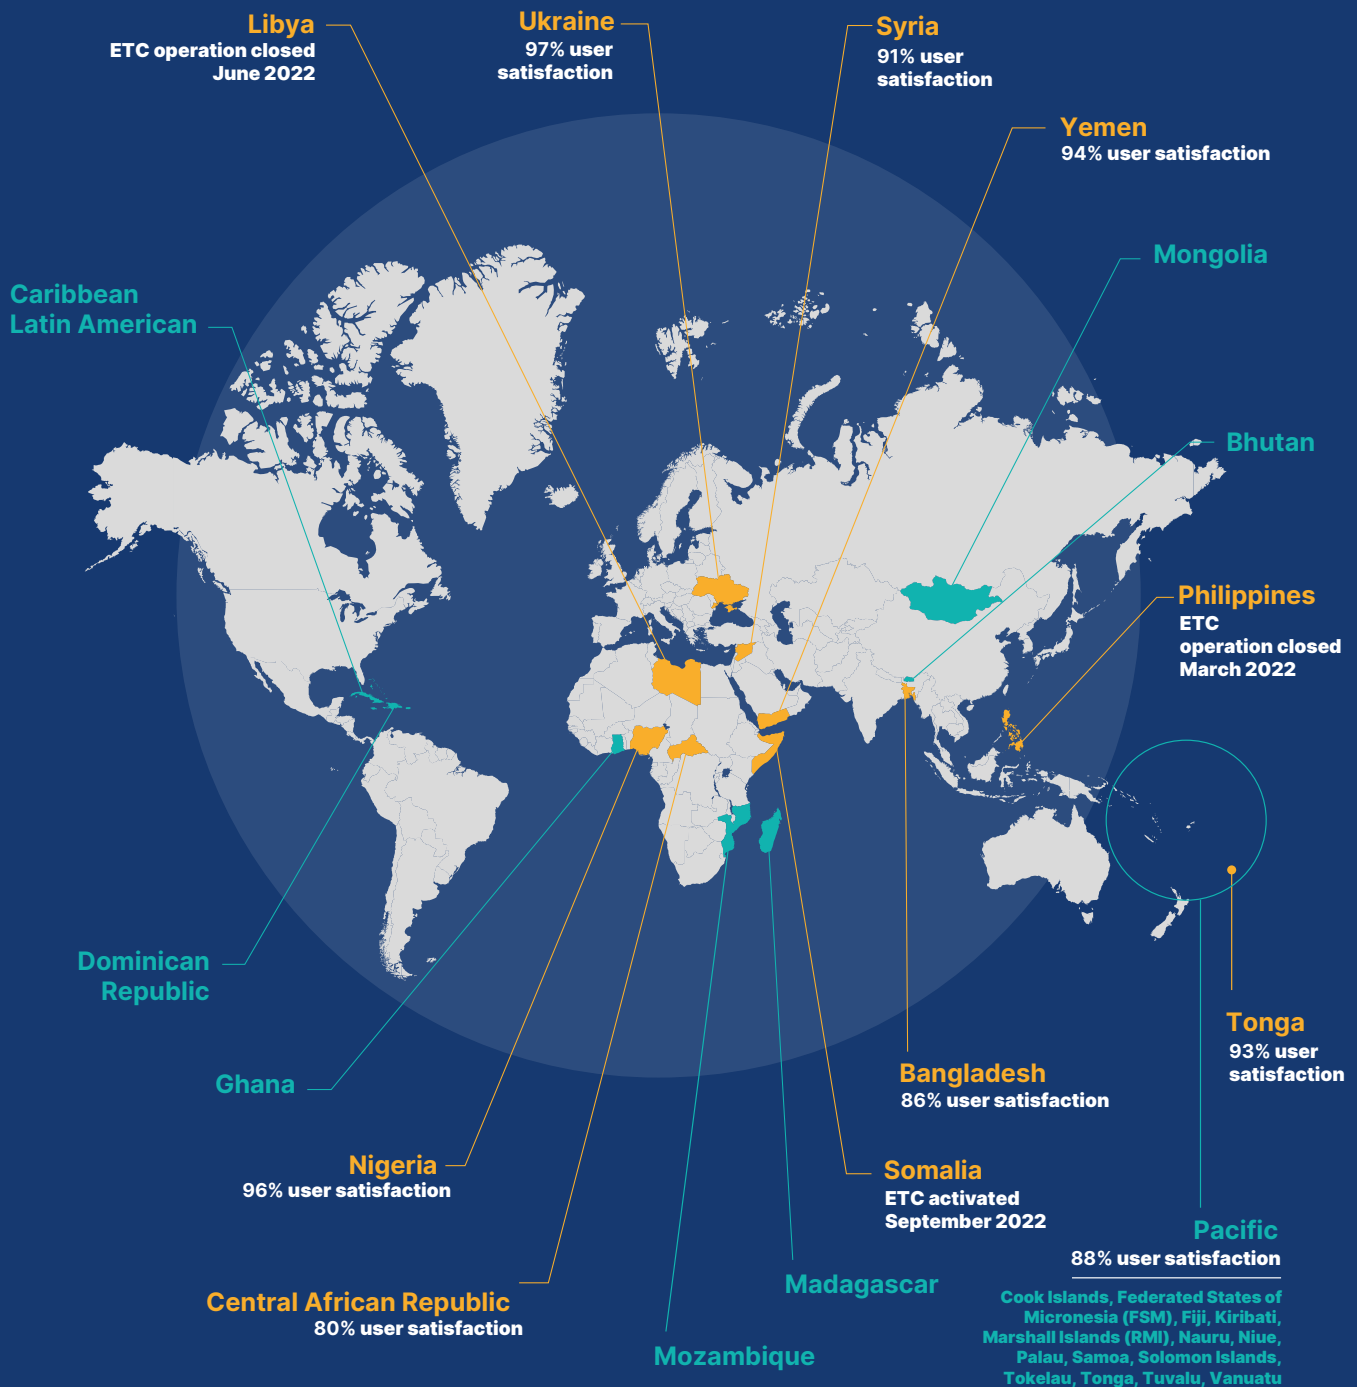 Libya
ETC operation closed
June 2022
Ukraine
97% user
satisfaction
Syria
91% user
satisfaction
Yemen
94% user satisfaction
Mongolia
Caribbean
Latin American
Bhutan
Philippines
ETC
operation closed
March 2022
Dominican
Republic
Tonga
93% user
satisfaction
Ghana
Bangladesh
86% user satisfaction
Nigeria
96% user satisfaction
Somalia
ETC activated
September 2022
Pacific
88% user satisfaction
Cook Islands, Federated States of
Micronesia (FSM), Fiji, Kiribati,
Marshall Islands (RMI), Nauru, Niue,
Palau, Samoa, Solomon Islands,
Tokelau, Tonga, Tuvalu, Vanuatu
Madagascar
Central African Republic
80% user satisfaction
Mozambique